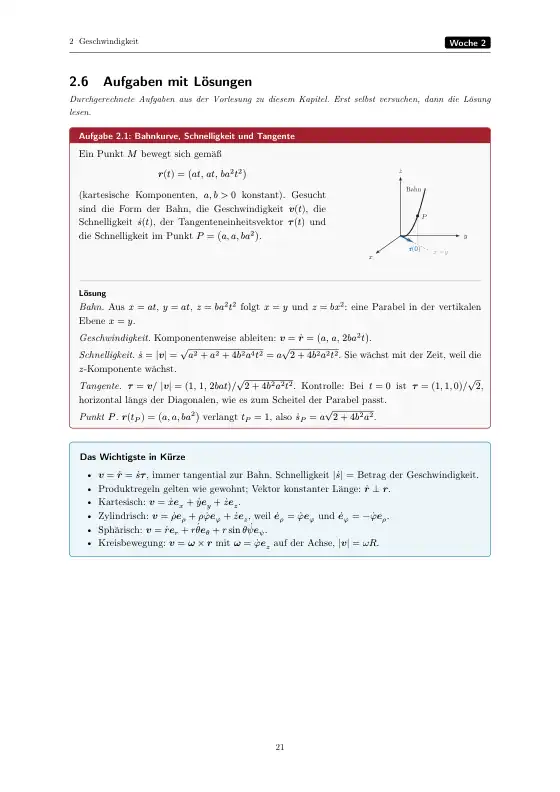 2 Geschwindigkeit
Woche 2
2.6 Aufgaben mit Lösungen
Durchgerechnete Aufgaben aus der Vorlesung zu diesem Kapitel. Erst selbst versuchen, dann die Lösung
lesen.
Aufgabe 2.1: Bahnkurve, Schnelligkeit und Tangente
Ein Punkt M bewegt sich gemäß
r(t) = (at, at, ba²t²)
(kartesische Komponenten, a, b > 0 konstant). Gesucht
sind die Form der Bahn, die Geschwindigkeit v(t), die
Schnelligkeit ṡ(t), der Tangenteneinheitsvektor τ(t) und
die Schnelligkeit im Punkt P = (a, a, ba²).
z
Bahn
P
y
τ(0)
x = y
x
Lösung
Bahn. Aus x = at, y = at, z = ba²t² folgt x = y und z = bx²: eine Parabel in der vertikalen
Ebene x = y.
Geschwindigkeit. Komponentenweise ableiten: v = ṙ = (a, a, 2ba²t).
Schnelligkeit. ṡ = |v| = √(a² + a² + 4b²a⁴t²) = a√(2 + 4b²a²t²). Sie wächst mit der Zeit, weil die
z-Komponente wächst.
Tangente. τ = v/ |v| = (1, 1, 2bat)/√(2 + 4b²a²t²). Kontrolle: Bei t = 0 ist τ = (1, 1, 0)/√2,
horizontal längs der Diagonalen, wie es zum Scheitel der Parabel passt.
Punkt P. r(t_P) = (a, a, ba²) verlangt t_P = 1, also ṡ_P = a√(2 + 4b²a²).
Das Wichtigste in Kürze
• v = ṙ = ṡτ, immer tangential zur Bahn. Schnelligkeit |ṡ| = Betrag der Geschwindigkeit.
• Produktregeln gelten wie gewohnt; Vektor konstanter Länge: ṙ ⊥ r.
• Kartesisch: v = ẋe_x + ẏe_y + że_z.
• Zylindrisch: v = ρ̇e_ρ + ρφ̇e_φ + że_z, weil ė_ρ = φ̇e_φ und ė_φ = −φ̇e_ρ.
• Sphärisch: v = ṙe_r + rθ̇e_θ + r sin θψ̇e_ψ.
• Kreisbewegung: v = ω × r mit ω = φ̇e_z auf der Achse, |v| = ωR.
21